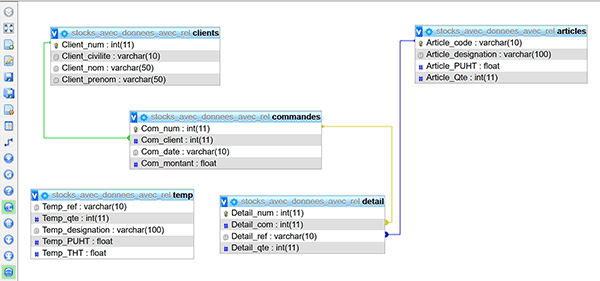 stocks_avec_donnees_avec_rel clients
Client_num : int(11)
Client_civilite : varchar(10)
Client_nom : varchar(50)
Client_prenom : varchar(50)
stocks_avec_donnees_avec_rel articles
Article_code : varchar(10)
Article_designation : varchar(100)
Article_PUHT : float
Article_Qte : int(11)
stocks_avec_donnees_avec_rel commandes
Com_num : int(11)
Com_client : int(11)
Com_date : varchar(10)
Com_montant : float
stocks_avec_donnees_avec_rel temp
Temp_ref : varchar(10)
Temp_qte : int(11)
Temp_designation : varchar(100)
Temp_PUHT : float
Temp_THT : float
stocks_avec_donnees_avec_rel detail
Detail_num : int(11)
Detail_com : int(11)
Detail_ref : varchar(10)
Detail_qte : int(11)